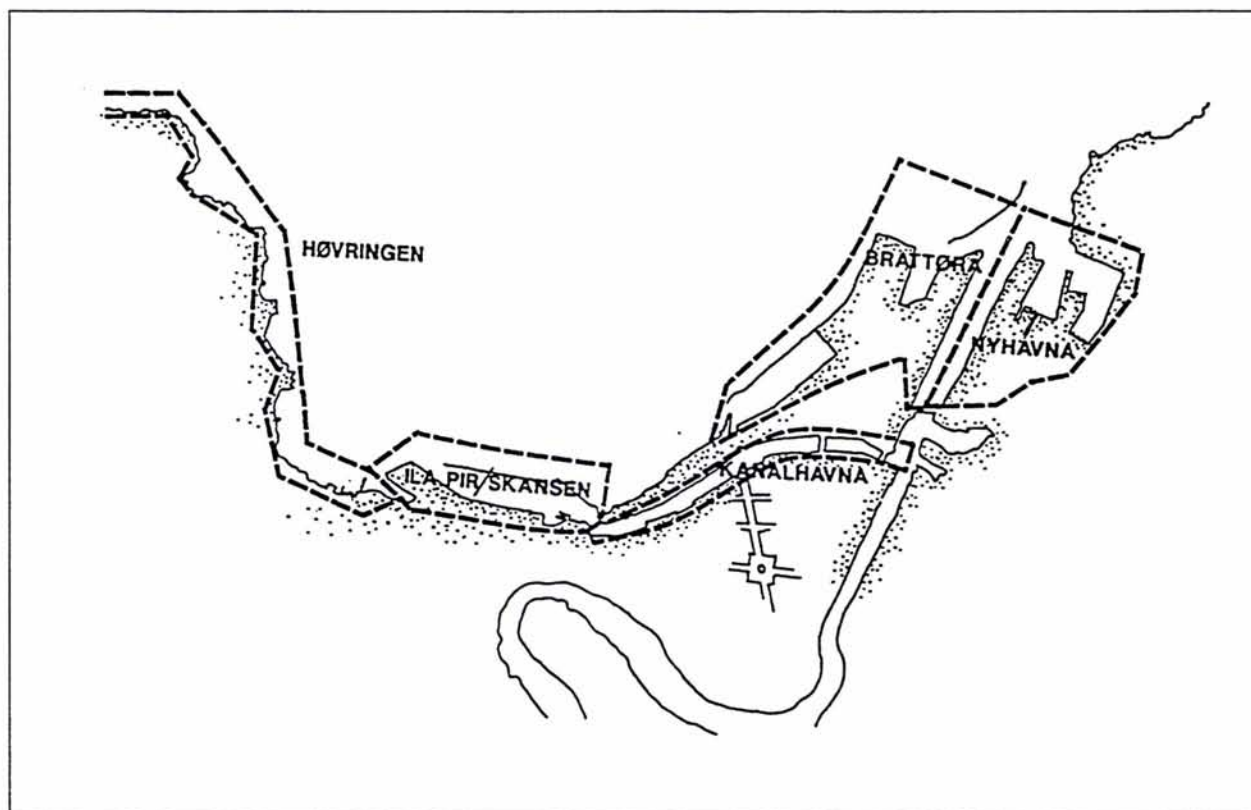 HØVRINGEN
BRATTØRA
NYHAVNA
KANALHAVNA
ILA PIR/SKANSEN